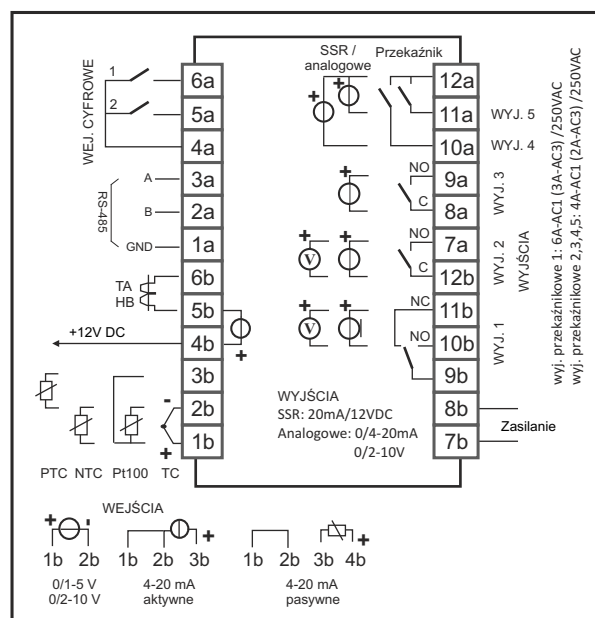 SSR / Przekaźnik
analogowe
WEJ. CYFROWE
1
2
6a
5a
4a
RS-485
A
B
GND
3a
2a
1a
TA
HB
6b
5b
+12V DC
4b
+
3b
2b
1b
-
+
PTC NTC Pt100 TC
+
+
12a
11a
10a
WYJ. 5
WYJ. 4
+
NO
C
9a
8a
WYJ. 3
+
V
+
NO
C
7a
12b
WYJ. 2
WYJŚCIA
+
V
+
NC
NO
11b
10b
9b
WYJ. 1
8b
7b
Zasilanie
WYJŚCIA
SSR: 20mA/12VDC
Analogowe: 0/4-20mA
0/2-10V
wyj. przekaźnikowe 1: 6A-AC1 (3A-AC3) /250VAC
wyj. przekaźnikowe 2,3,4,5: 4A-AC1 (2A-AC3) /250VAC
WEJŚCIA
+ -
1b 2b
0/1-5 V
0/2-10 V
+
1b 2b 3b
4-20 mA
aktywne
+
1b 2b 3b 4b
4-20 mA
pasywne